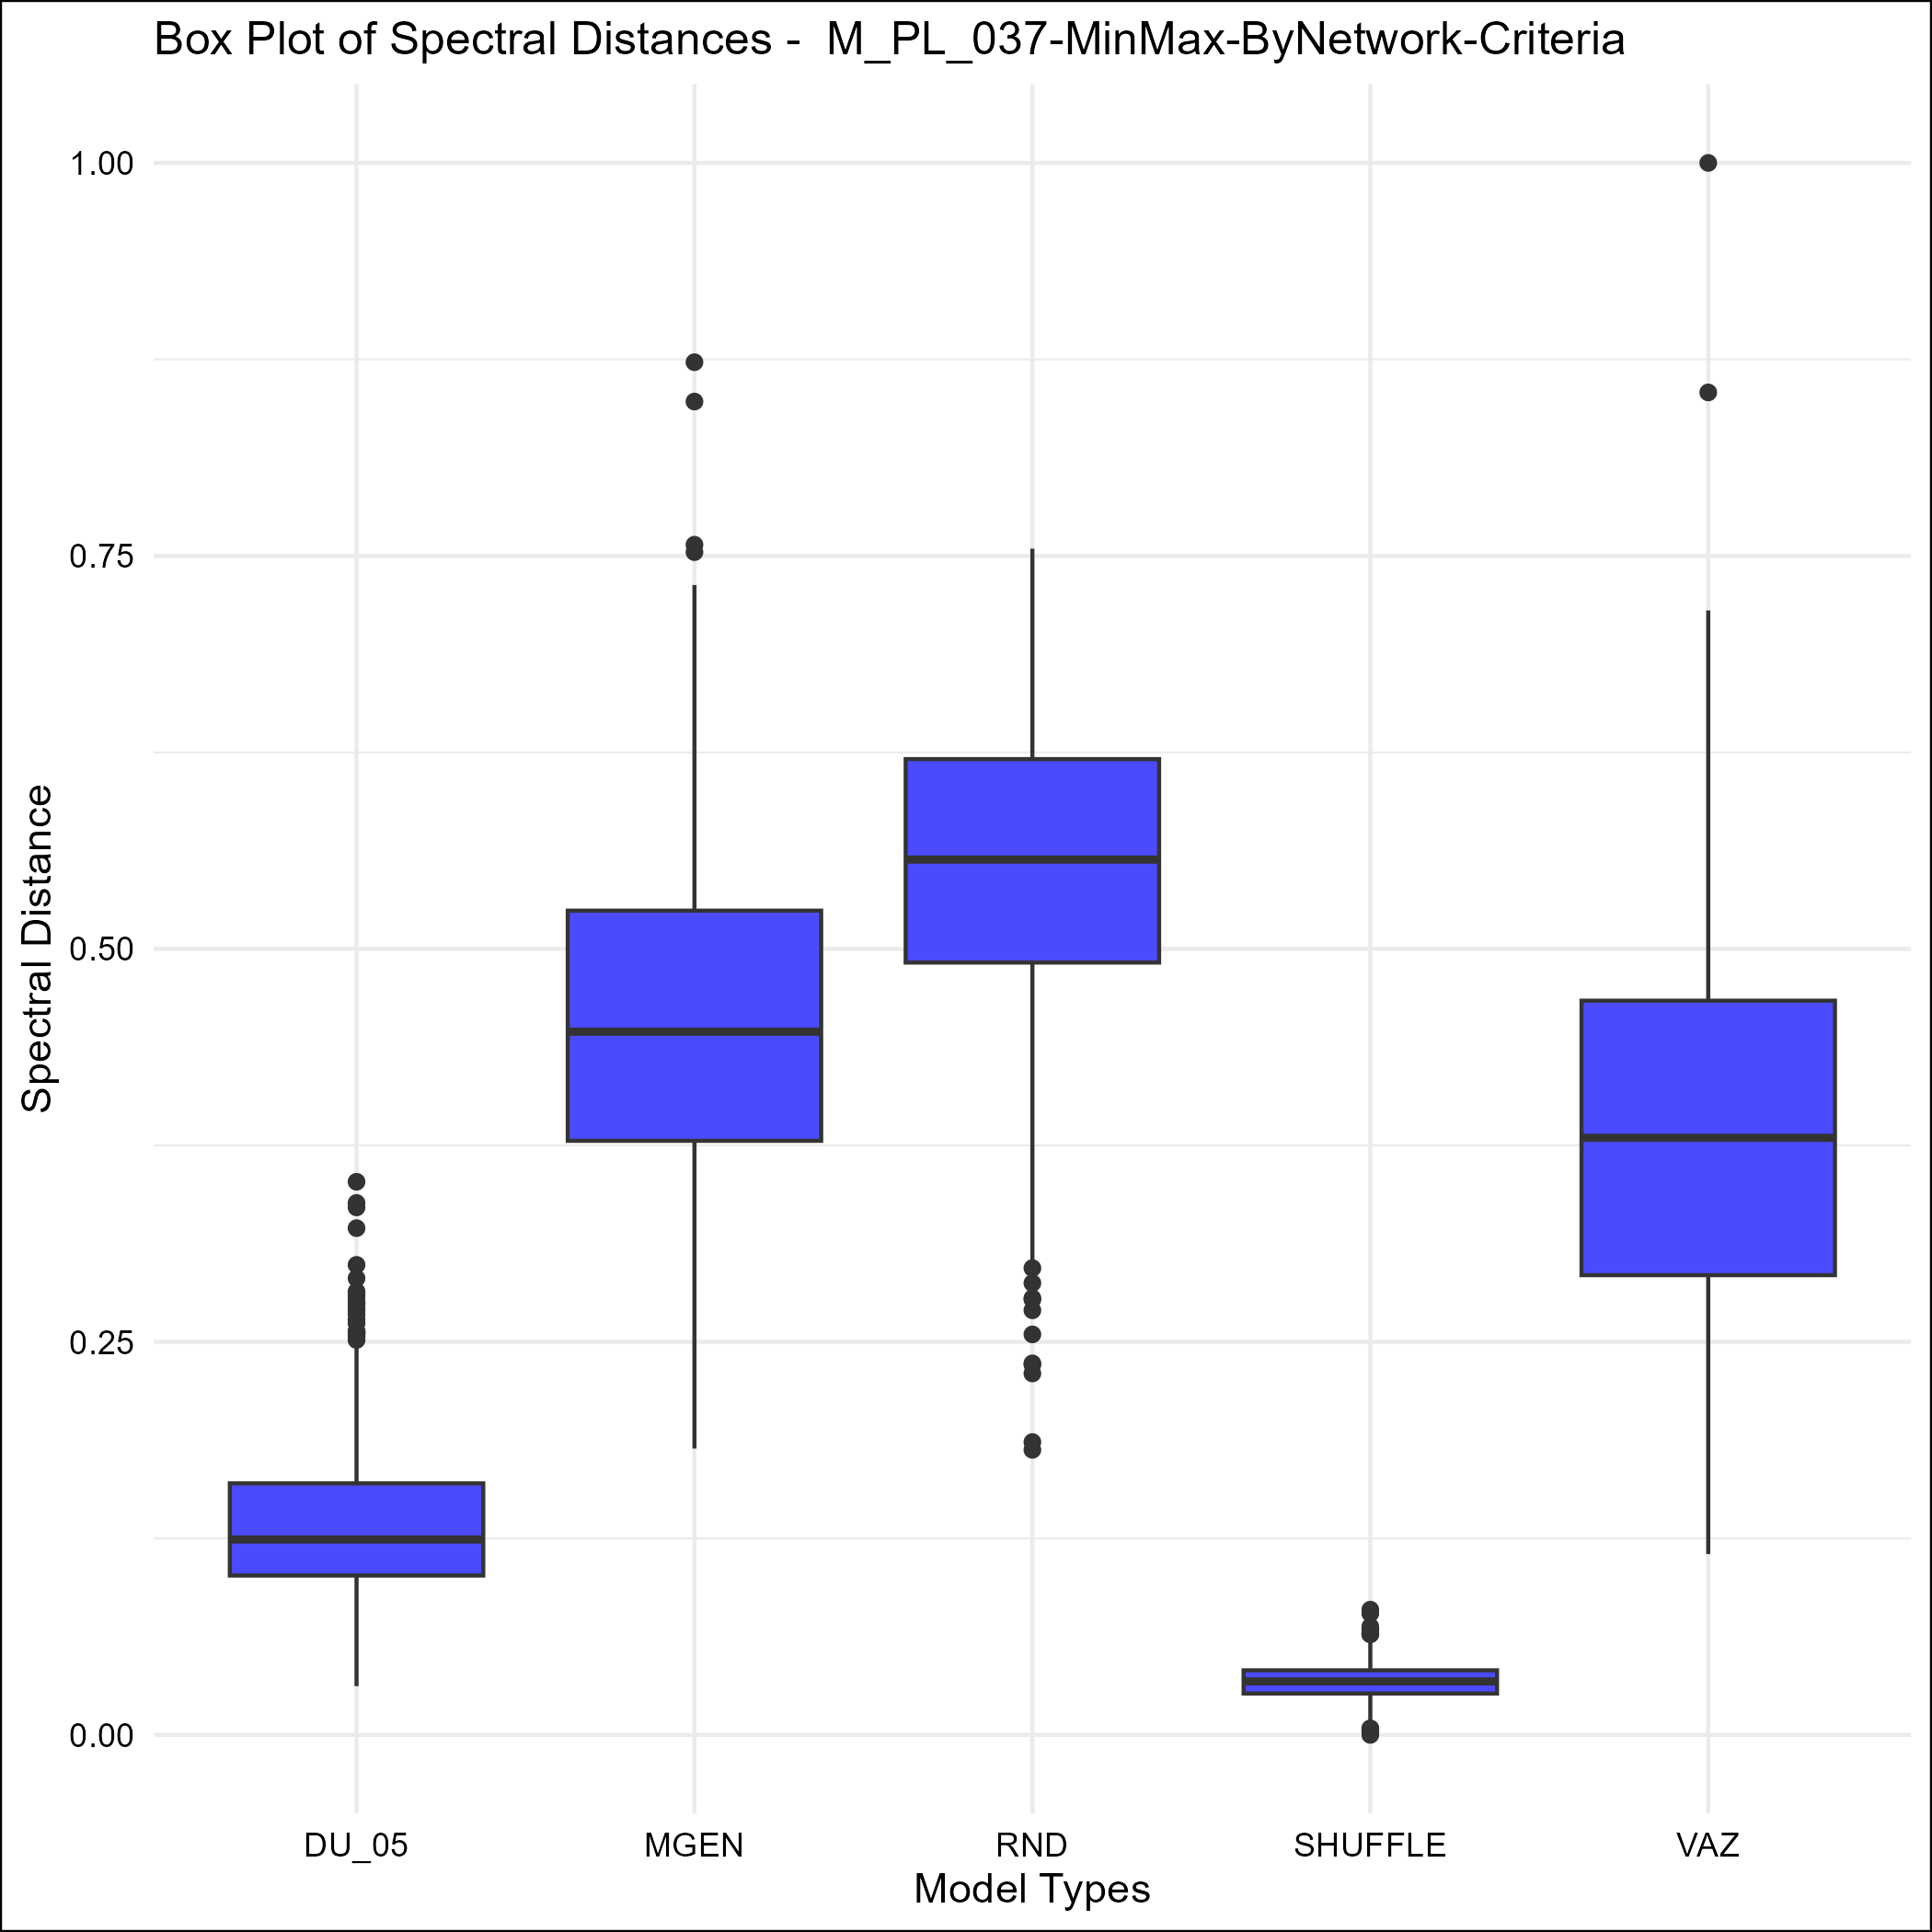 Box Plot of Spectral Distances -  M_PL_037-MinMax-ByNetwork-Criteria
Spectral Distance
1.00
0.75
0.50
0.25
0.00
DU_05 MGEN RND SHUFFLE VAZ
Model Types